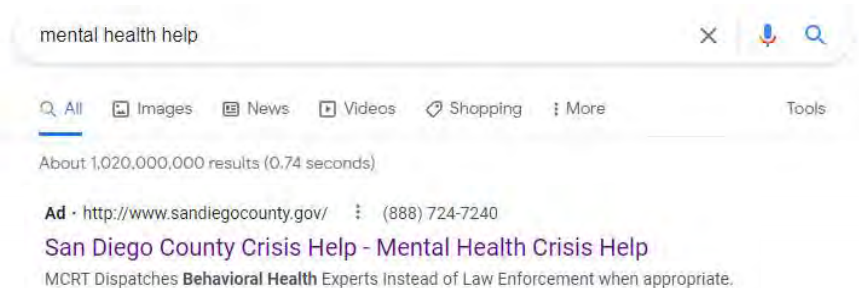 mental health help
All Images News Videos Shopping More Tools
About 1,020,000,000 results (0.74 seconds)
Ad · http://www.sandiegocounty.gov/ (888) 724-7240
San Diego County Crisis Help - Mental Health Crisis Help
MCRT Dispatches Behavioral Health Experts Instead of Law Enforcement when appropriate.